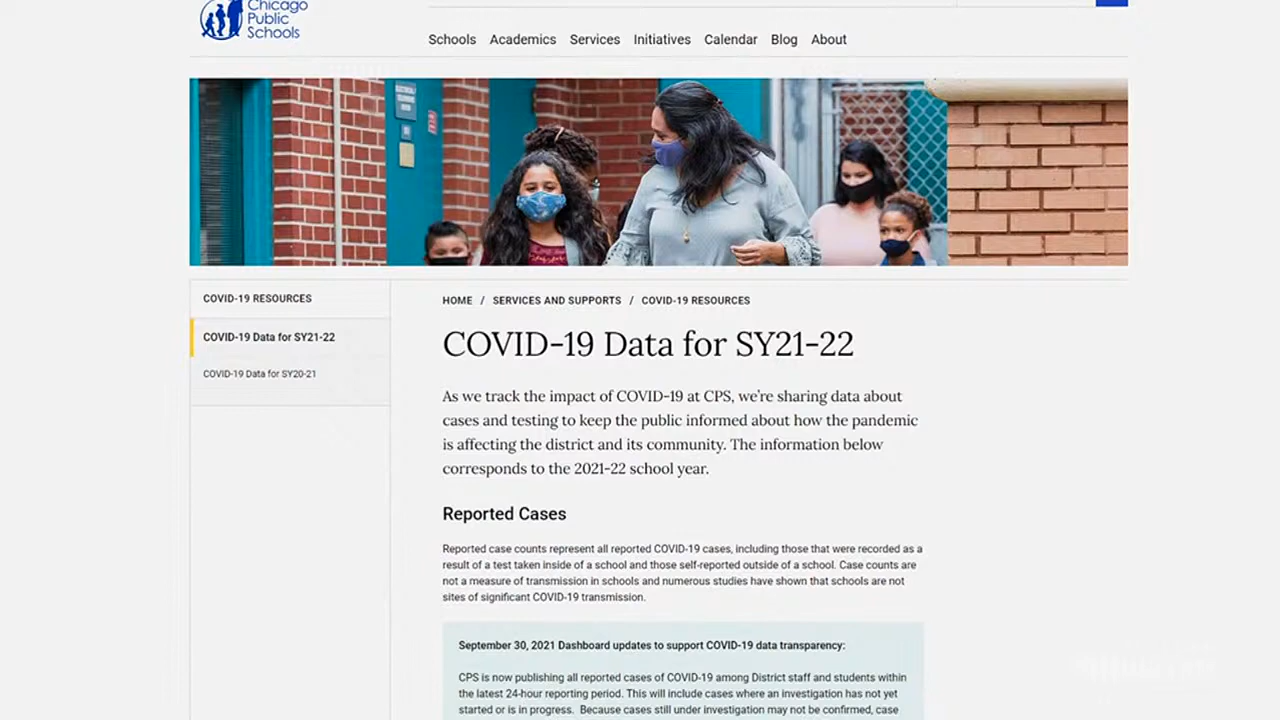 Chicago
Public
Schools
Schools Academics Services Initiatives Calendar Blog About
COVID-19 RESOURCES
COVID-19 Data for SY21-22
COVID-19 Data for SY20-21
HOME / SERVICES AND SUPPORTS / COVID-19 RESOURCES
COVID-19 Data for SY21-22
As we track the impact of COVID-19 at CPS, we're sharing data about
cases and testing to keep the public informed about how the pandemic
is affecting the district and its community. The information below
corresponds to the 2021-22 school year.
Reported Cases
Reported case counts represent all reported COVID-19 cases, including those that were recorded as a
result of a test taken inside of a school and those self-reported outside of a school. Case counts are
not a measure of transmission in schools and numerous studies have shown that schools are not
sites of significant COVID-19 transmission.
September 30, 2021 Dashboard updates to support COVID-19 data transparency:
CPS is now publishing all reported cases of COVID-19 among District staff and students within
the latest 24-hour reporting period. This will include cases where an investigation has not yet
started or is in progress. Because cases still under investigation may not be confirmed, case